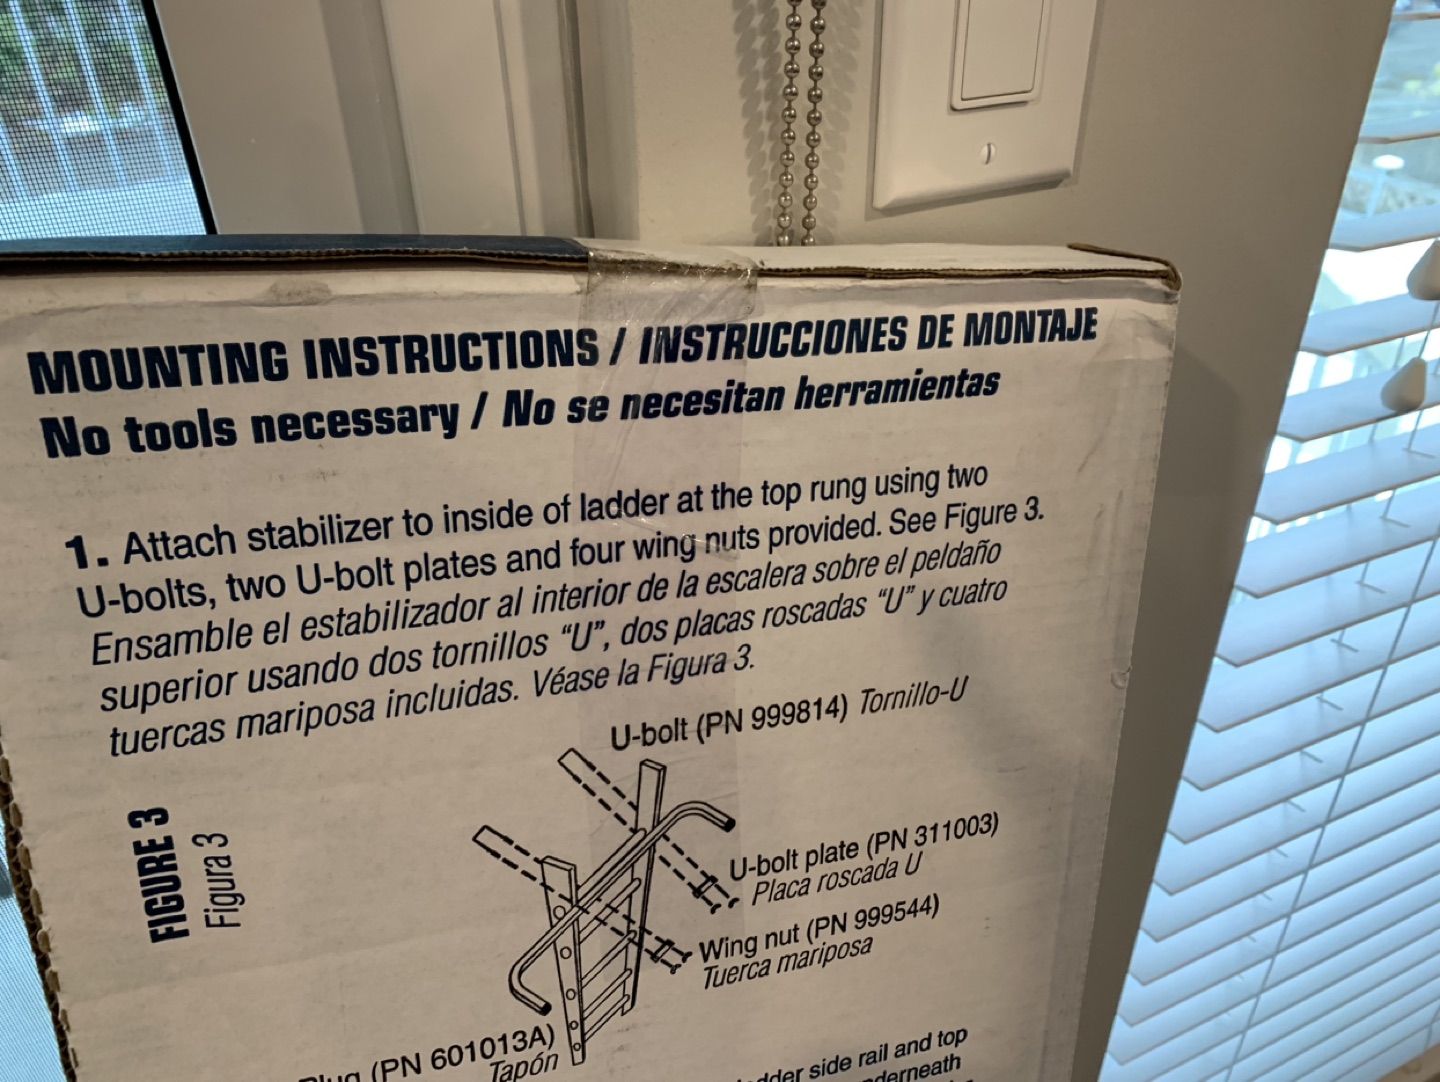 MOUNTING INSTRUCTIONS / INSTRUCCIONES DE MONTAJE
No tools necessary / No se necesitan herramientas
1. Attach stabilizer to inside of ladder at the top rung using two
U-bolts, two U-bolt plates and four wing nuts provided. See Figure 3.
Ensamble el estabilizador al interior de la escalera sobre el peldaño
superior usando dos tornillos “U”, dos placas roscadas “U” y cuatro
tuercas mariposa incluidas. Véase la Figura 3.
U-bolt (PN 999814) Tornillo-U
FIGURE 3
Figura 3
U-bolt plate (PN 311003)
Placa roscada U
Wing nut (PN 999544)
Tuerca mariposa
(PN 601013A)
Tapón
side rail and top